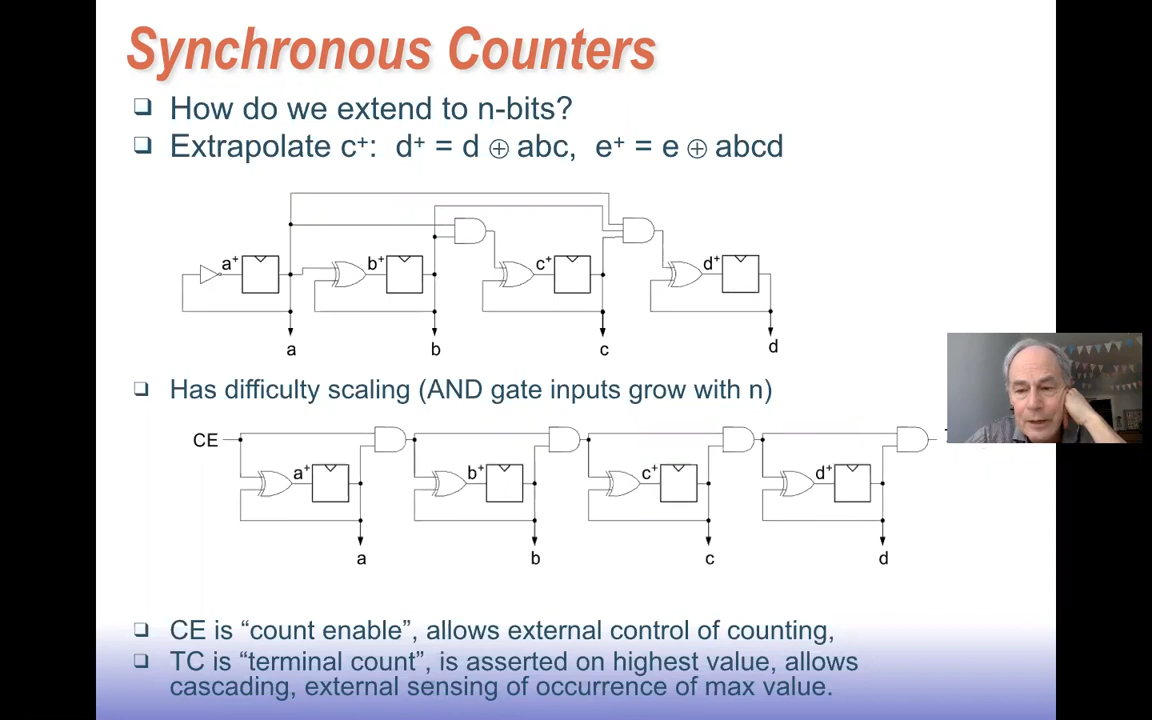 Synchronous Counters
❑ How do we extend to n-bits?
❑ Extrapolate c⁺: d⁺ = d ⊕ abc, e⁺ = e ⊕ abcd
a⁺ b⁺ c⁺ d⁺
a b c d
❑ Has difficulty scaling (AND gate inputs grow with n)
CE
a⁺ b⁺ c⁺ d⁺
a b c d
❑ CE is “count enable”, allows external control of counting,
❑ TC is “terminal count”, is asserted on highest value, allows
cascading, external sensing of occurrence of max value.